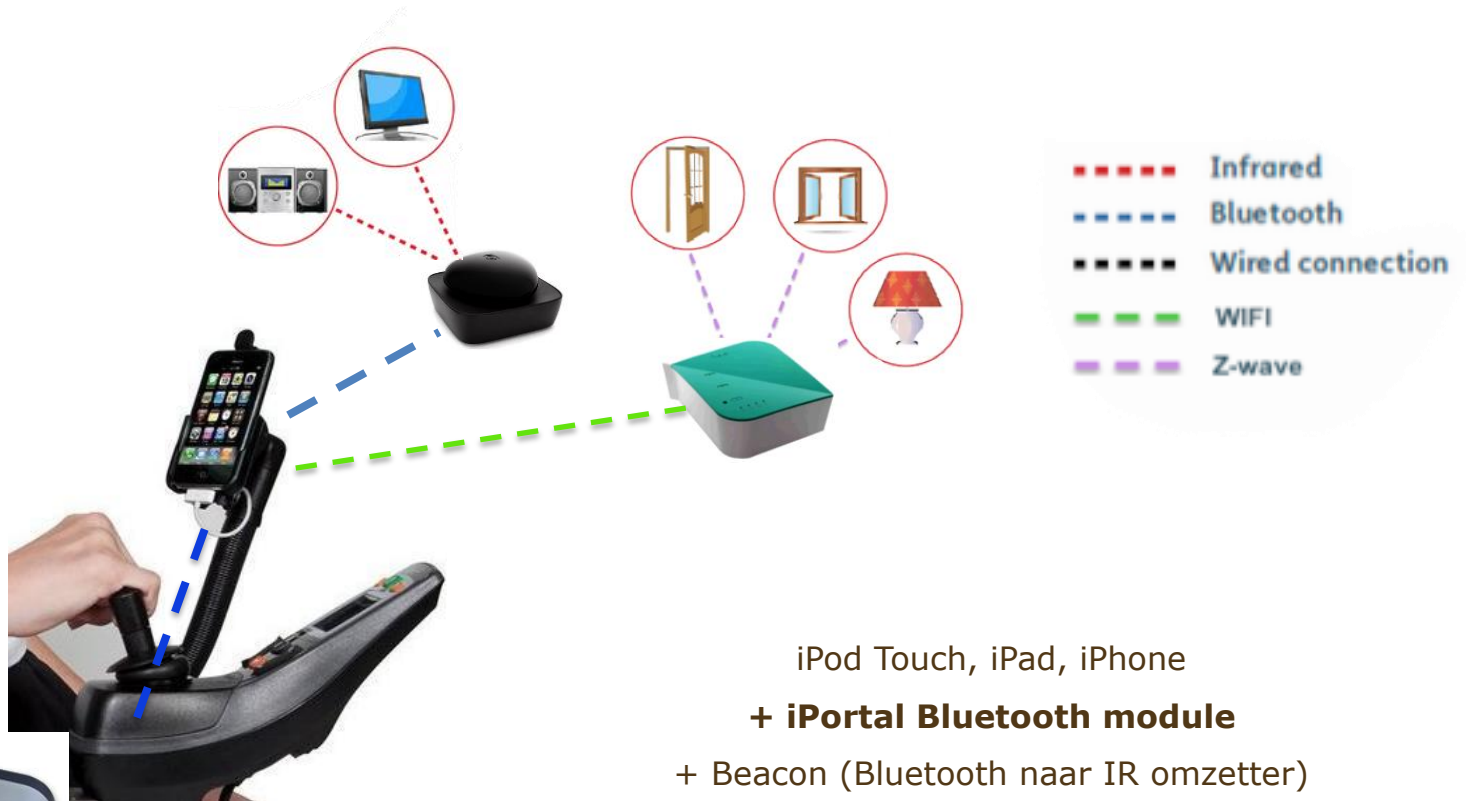 Infrared
Bluetooth
Wired connection
WIFI
Z-wave
iPod Touch, iPad, iPhone
+ iPortal Bluetooth module
+ Beacon (Bluetooth naar IR omzetter)